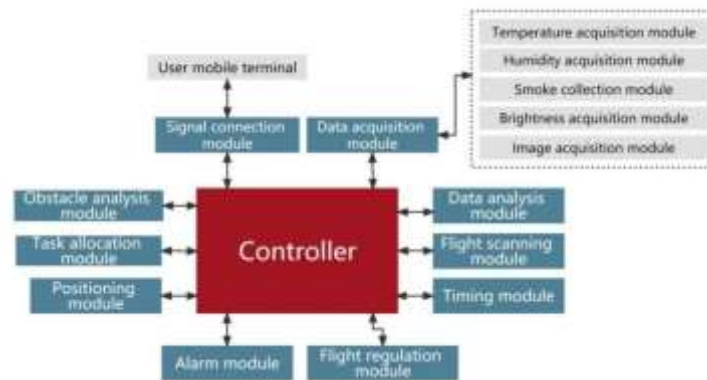 Temperature acquisition module
Humidity acquisition module
Smoke collection module
Brightness acquisition module
Image acquisition module
User mobile terminal
Signal connection
module
Data acquisition
module
Obstacle analysis
module
Task allocation
module
Positioning
module
Controller
Data analysis
module
Flight scanning
module
Timing module
Alarm module
Flight regulation
module